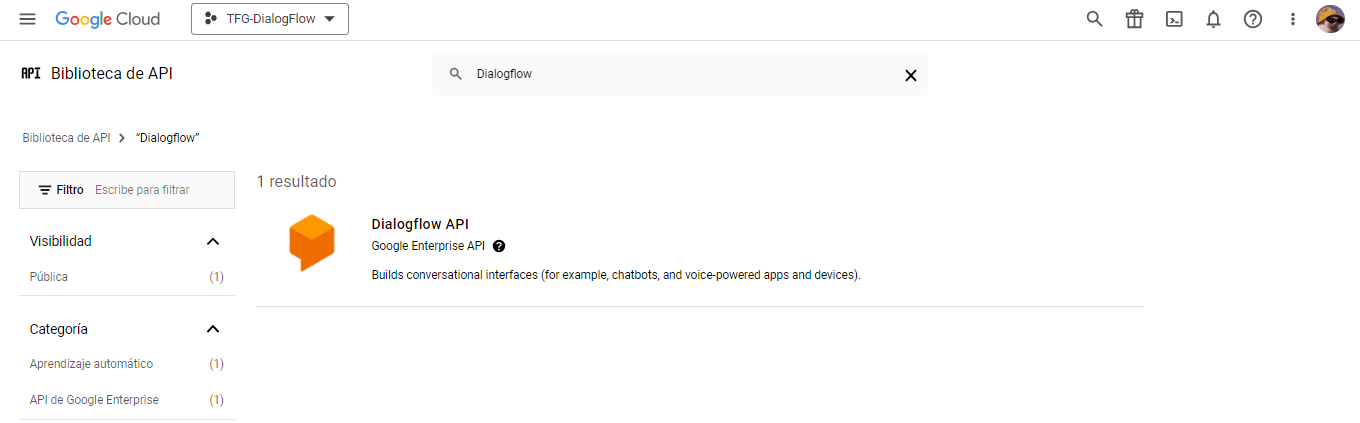 Google Cloud
TFG-DialogFlow
API Biblioteca de API
Dialogflow
Biblioteca de API > “Dialogflow”
Filtro Escribe para filtrar
1 resultado
Dialogflow API
Google Enterprise API
Builds conversational interfaces (for example, chatbots, and voice-powered apps and devices).
Visibilidad
Pública (1)
Categoría
Aprendizaje automático (1)
API de Google Enterprise (1)